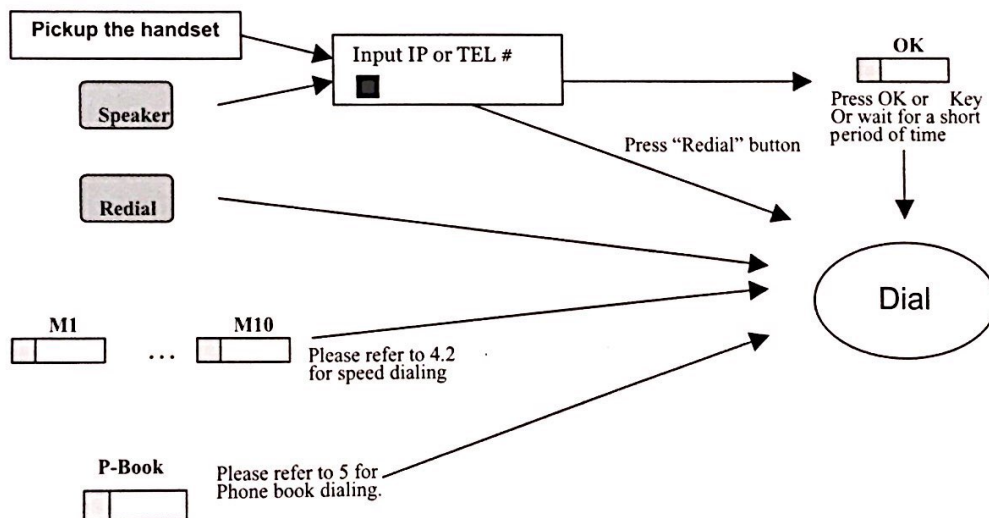 Pickup the handset
Input IP or TEL #
OK
Speaker
Press OK or Key
Or wait for a short
period of time
Press “Redial” button
Redial
Dial
M1
...
M10
Please refer to 4.2
for speed dialing
P-Book
Please refer to 5 for
Phone book dialing.